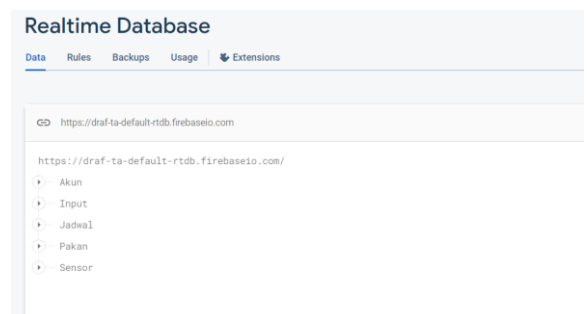 Realtime Database
Data Rules Backups Usage Extensions
https://draf-ta-default-rtdb.firebaseio.com
https://draf-ta-default-rtdb.firebaseio.com/
Akun
Input
Jadwal
Pakan
Sensor